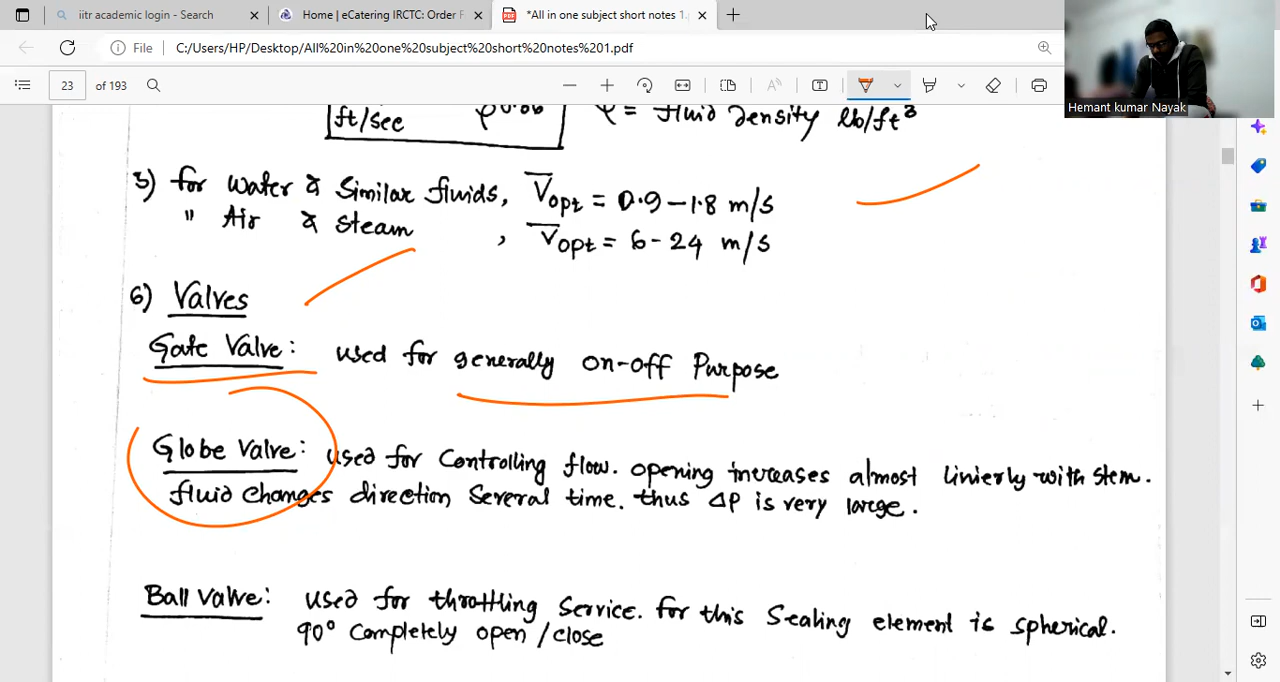 iitr academic login - Search
Home | eCatering IRCTC: Order F
*All in one subject short notes 1.p
File
C:/Users/HP/Desktop/All%20in%20one%20subject%20short%20notes%201.pdf
23 of 193
Hemant kumar Nayak
ft/sec ρ = fluid density lb/ft³
5) for Water & Similar fluids, V̅opt = 0.9 - 1.8 m/s
" Air & steam , V̅opt = 6 - 24 m/s
6) Valves
Gate Valve: used for generally on-off Purpose
Globe Valve: used for Controlling flow. opening increases almost linierly with stem.
fluid changes direction Several time. thus ΔP is very large.
Ball Valve: used for throttling Service. for this Sealing element is spherical.
90° Completely open / close